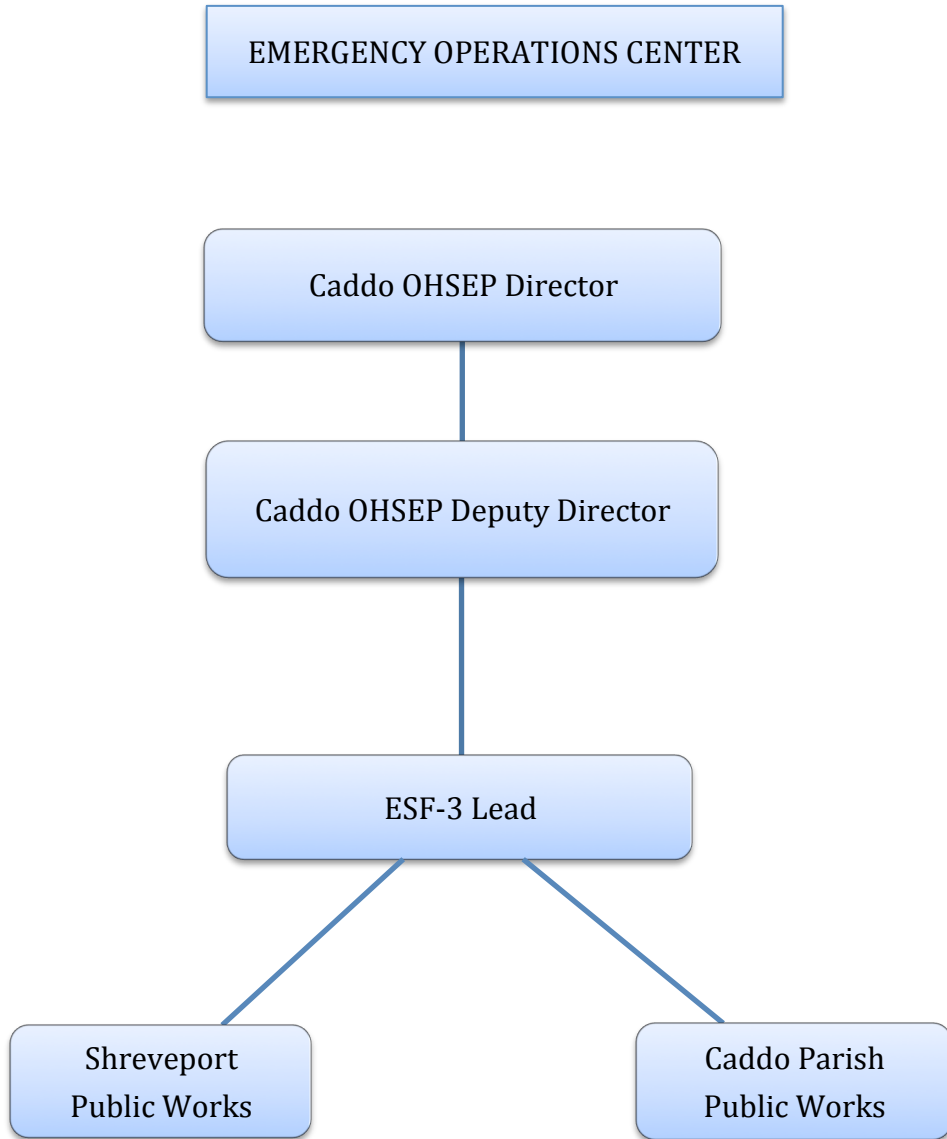 EMERGENCY OPERATIONS CENTER
Caddo OHSEP Director
Caddo OHSEP Deputy Director
ESF-3 Lead
Shreveport
Public Works
Caddo Parish
Public Works